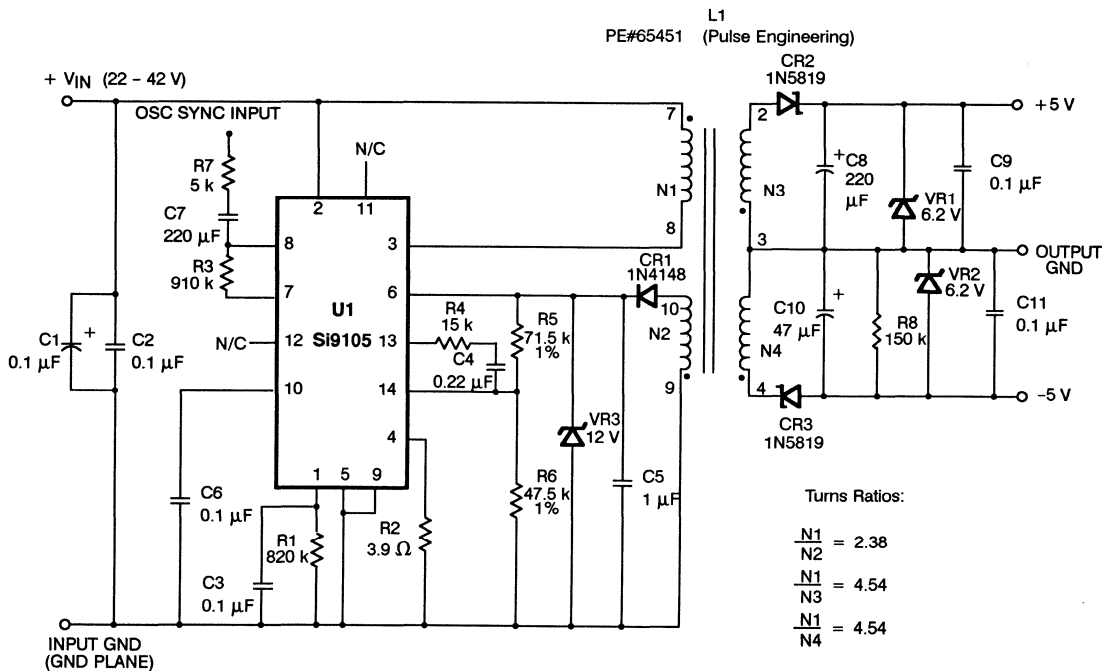 L1
PE#65451 (Pulse Engineering)
+ VIN (22 – 42 V)
OSC SYNC INPUT
R7
5 k
C7
220 µF
R3
910 k
N/C
2
11
8
7
12
10
3
6
13
14
4
1
5
9
U1
Si9105
N/C
C1
+
0.1 µF
C2
0.1 µF
C6
0.1 µF
C3
0.1 µF
R1
820 k
R2
3.9 Ω
R4
15 k
C4
0.22 µF
R5
71.5 k
1%
R6
47.5 k
1%
VR3
12 V
C5
1 µF
CR1
1N4148
7
N1
8
10
N2
9
CR2
1N5819
2
N3
3
N4
4
CR3
1N5819
+
C8
220
µF
VR1
6.2 V
C9
0.1 µF
+
C10
47 µF
R8
150 k
VR2
6.2 V
C11
0.1 µF
+5 V
OUTPUT
GND
–5 V
INPUT GND
(GND PLANE)
Turns Ratios:
N1
N2
= 2.38
N1
N3
= 4.54
N1
N4
= 4.54